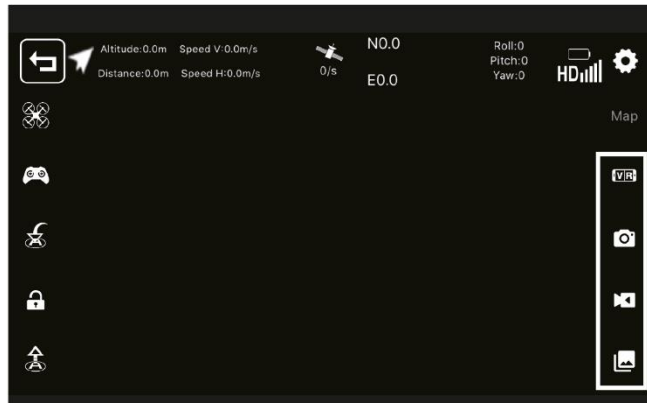 Altitude:0.0m Speed V:0.0m/s
Distance:0.0m Speed H:0.0m/s
0/s
N0.0
E0.0
Roll:0
Pitch:0
Yaw:0
HD
Map
VR